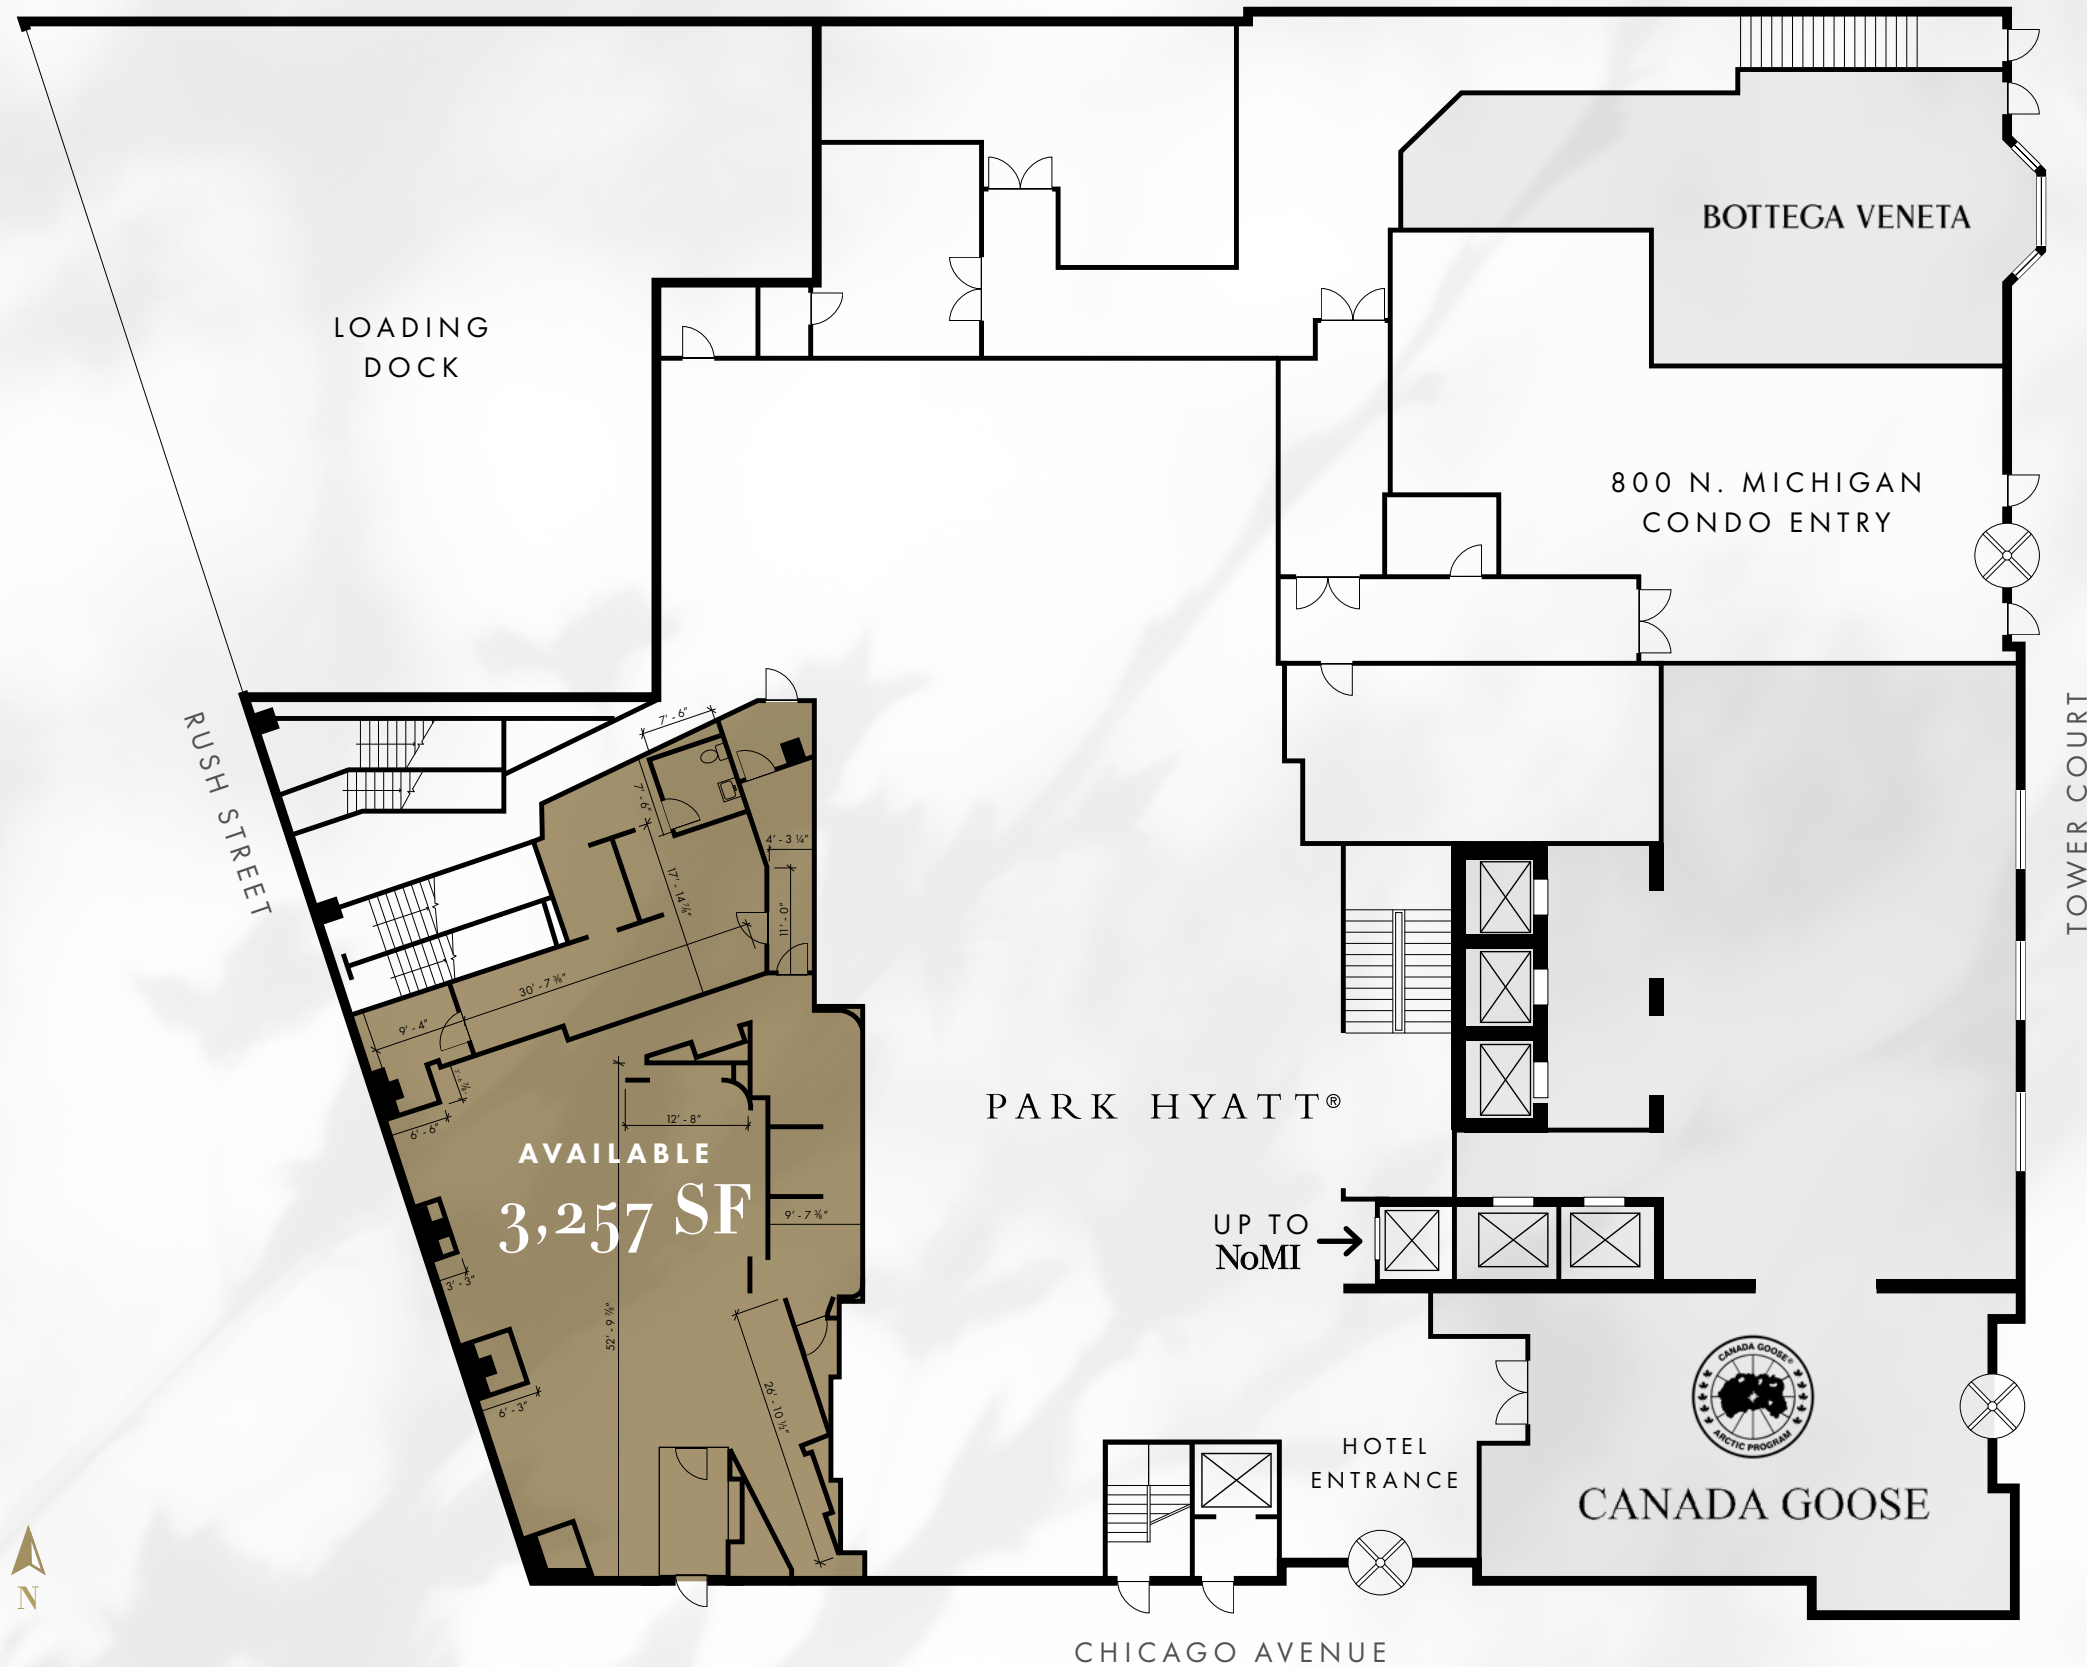 BOTTEGA VENETA
LOADING
DOCK
800 N. MICHIGAN
CONDO ENTRY
RUSH STREET
TOWER COURT
7' - 6"
7' - 6"
4' - 3 ¼"
17' - 14 ⅞"
11' - 0"
30' - 7 ⅜"
9' - 4"
6' - 6"
12' - 8"
PARK HYATT®
AVAILABLE
3,257 SF
9' - 7 ⅜"
UP TO
NoMI
3' - 3"
52' - 9 ⅞"
6' - 3"
26' - 10 ½"
HOTEL
ENTRANCE
CANADA GOOSE®
ARCTIC PROGRAM
CANADA GOOSE
N
CHICAGO AVENUE